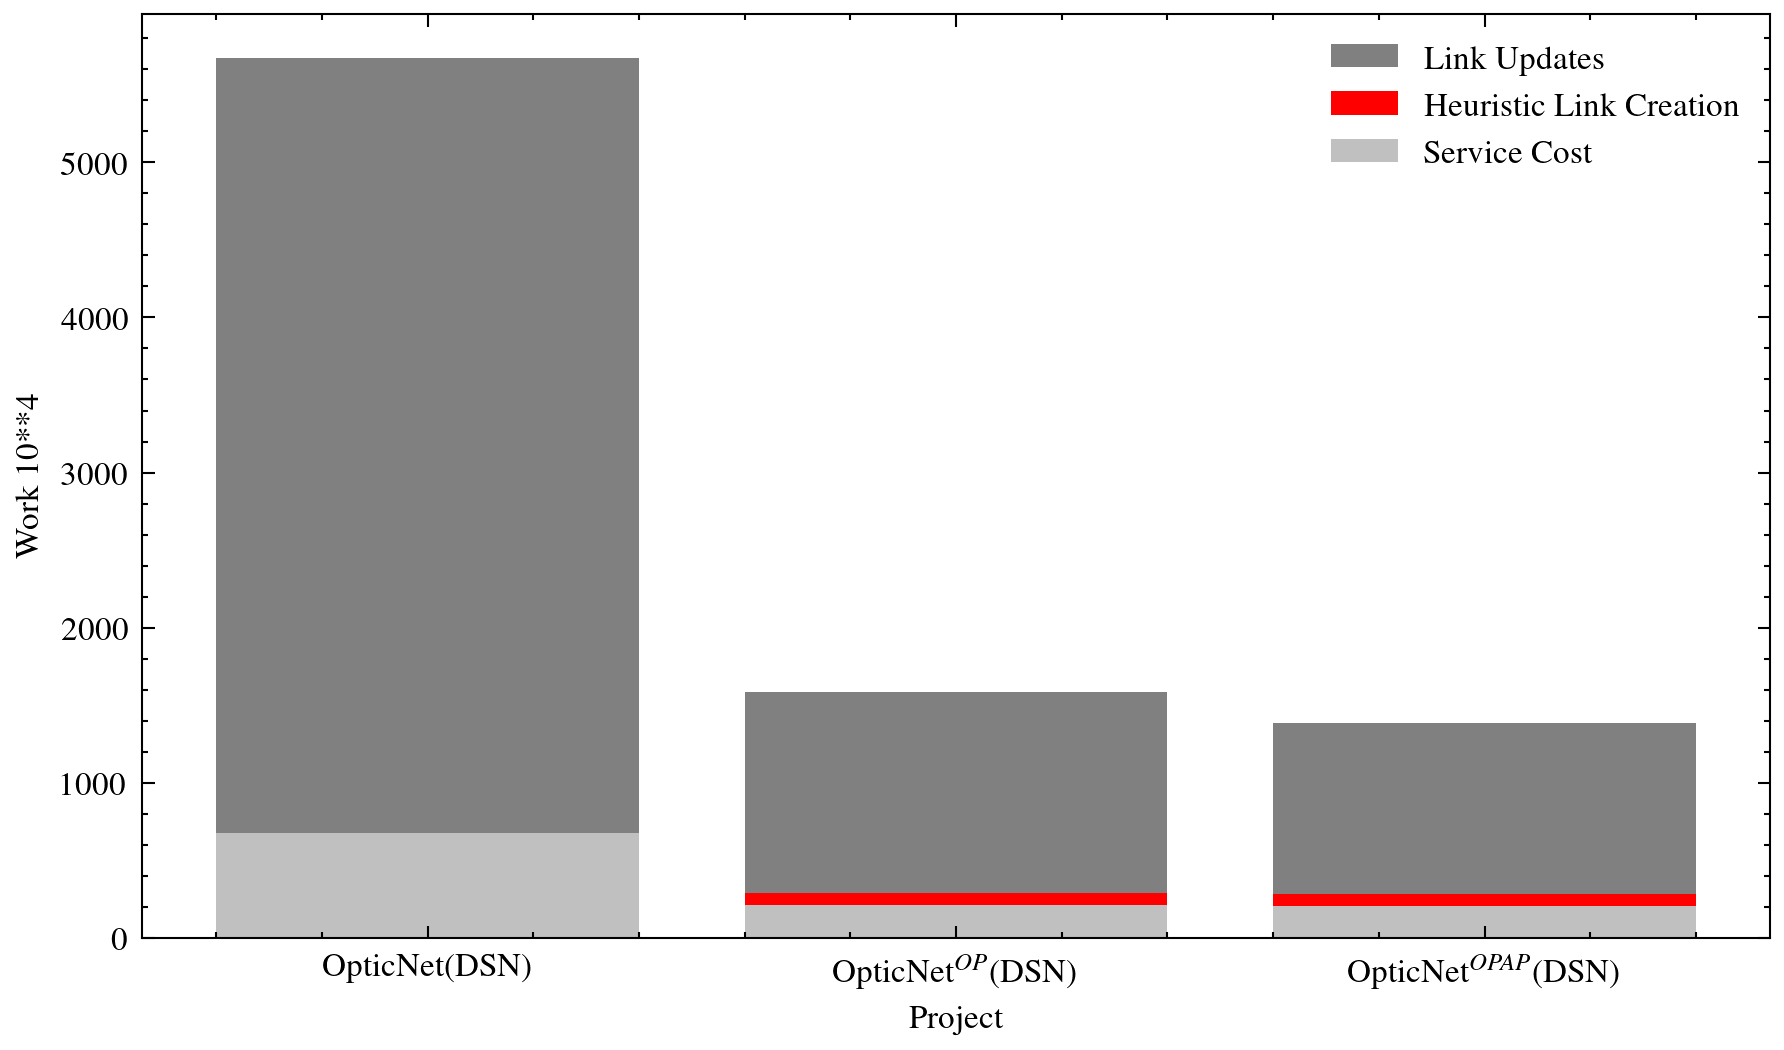 Link Updates
Heuristic Link Creation
Service Cost
5000
4000
3000
2000
1000
0
Work 10**4
OpticNet(DSN)
OpticNet^{OP}(DSN)
OpticNet^{OPAP}(DSN)
Project